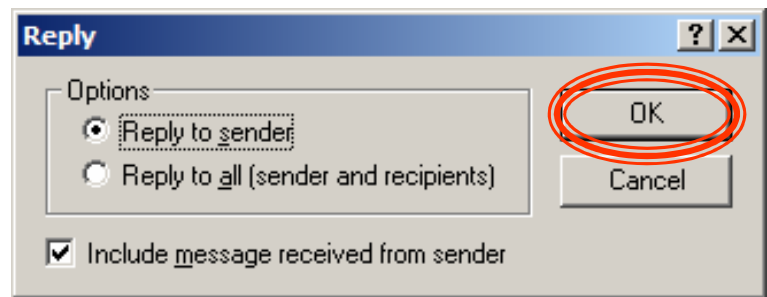 Reply
Options
Reply to sender
Reply to all (sender and recipients)
OK
Cancel
Include message received from sender